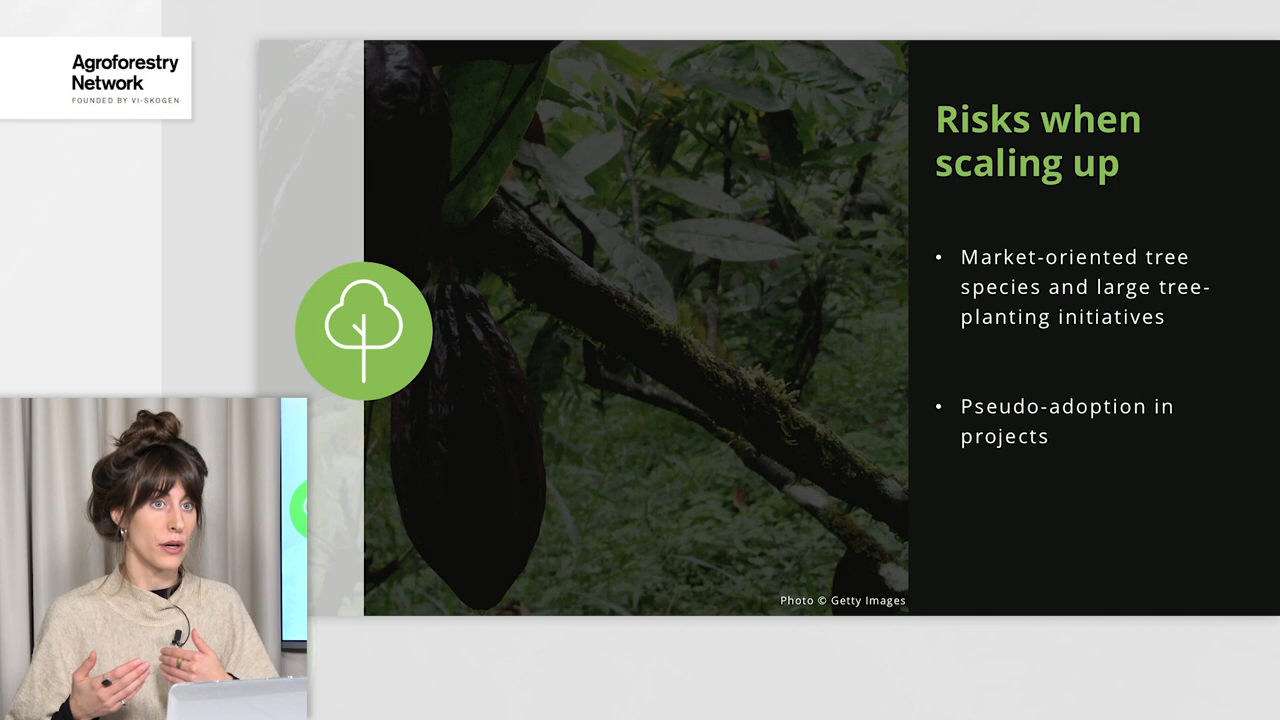 Agroforestry
Network
FOUNDED BY VI-SKOGEN
Risks when
scaling up
• Market-oriented tree
species and large tree-
planting initiatives
• Pseudo-adoption in
projects
Photo © Getty Images